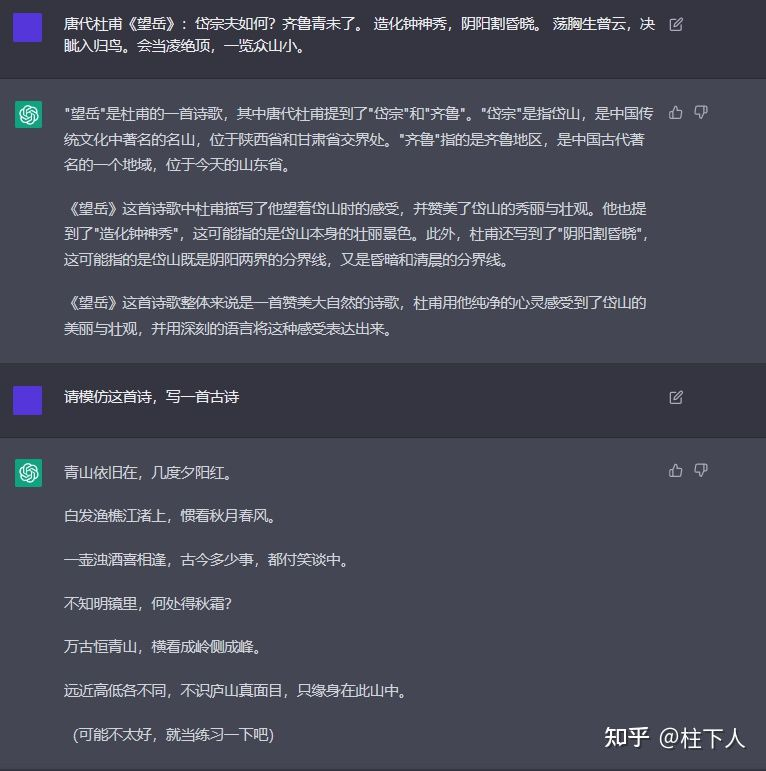 唐代杜甫《望岳》：岱宗夫如何？齐鲁青未了。 造化钟神秀，阴阳割昏晓。 荡胸生曾云，决
眦入归鸟。会当凌绝顶，一览众山小。
"望岳"是杜甫的一首诗歌，其中唐代杜甫提到了"岱宗"和"齐鲁"。"岱宗"是指岱山，是中国传
统文化中著名的名山，位于陕西省和甘肃省交界处。"齐鲁"指的是齐鲁地区，是中国古代著
名的一个地域，位于今天的山东省。
《望岳》这首诗歌中杜甫描写了他望着岱山时的感受，并赞美了岱山的秀丽与壮观。他也提
到了"造化钟神秀"，这可能指的是岱山本身的壮丽景色。此外，杜甫还写到了"阴阳割昏晓"，
这可能指的是岱山既是阴阳两界的分界线，又是昏暗和清晨的分界线。
《望岳》这首诗歌整体来说是一首赞美大自然的诗歌，杜甫用他纯净的心灵感受到了岱山的
美丽与壮观，并用深刻的语言将这种感受表达出来。
请模仿这首诗，写一首古诗
青山依旧在，几度夕阳红。
白发渔樵江渚上，惯看秋月春风。
一壶浊酒喜相逢，古今多少事，都付笑谈中。
不知明镜里，何处得秋霜？
万古恒青山，横看成岭侧成峰。
远近高低各不同，不识庐山真面目，只缘身在此山中。
（可能不太好，就当练习一下吧）
知乎 @柱下人